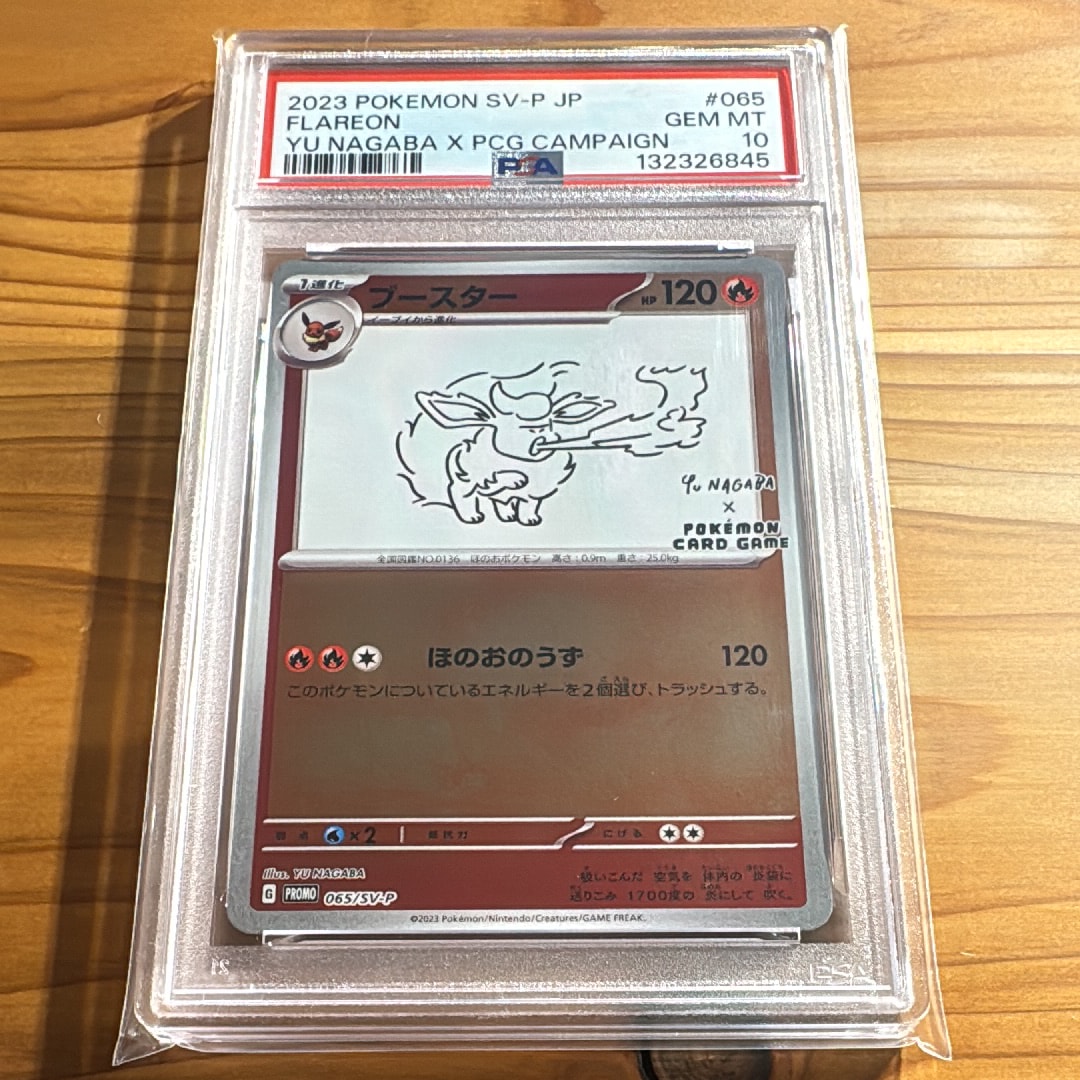 2023 POKEMON SV-P JP #065
FLAREON GEM MT
YU NAGABA X PCG CAMPAIGN 10
132326845
PSA
1進化 ブースター HP 120
イーブイから進化
Yu NAGABA
×
POKÉMON
CARD GAME
全国図鑑NO.0136 ほのおポケモン 高さ:0.9m 重さ:25.0kg
ほのおのうず 120
このポケモンについているエネルギーを2個選び、トラッシュする。
弱点 ×2 抵抗力 にげる
Illus. YU NAGABA
吸いこんだ 空気を 体内の 炎袋に
送りこみ 1700度の 炎にして 吹く。
G PROMO 065/SV-P
©2023 Pokémon/Nintendo/Creatures/GAME FREAK.